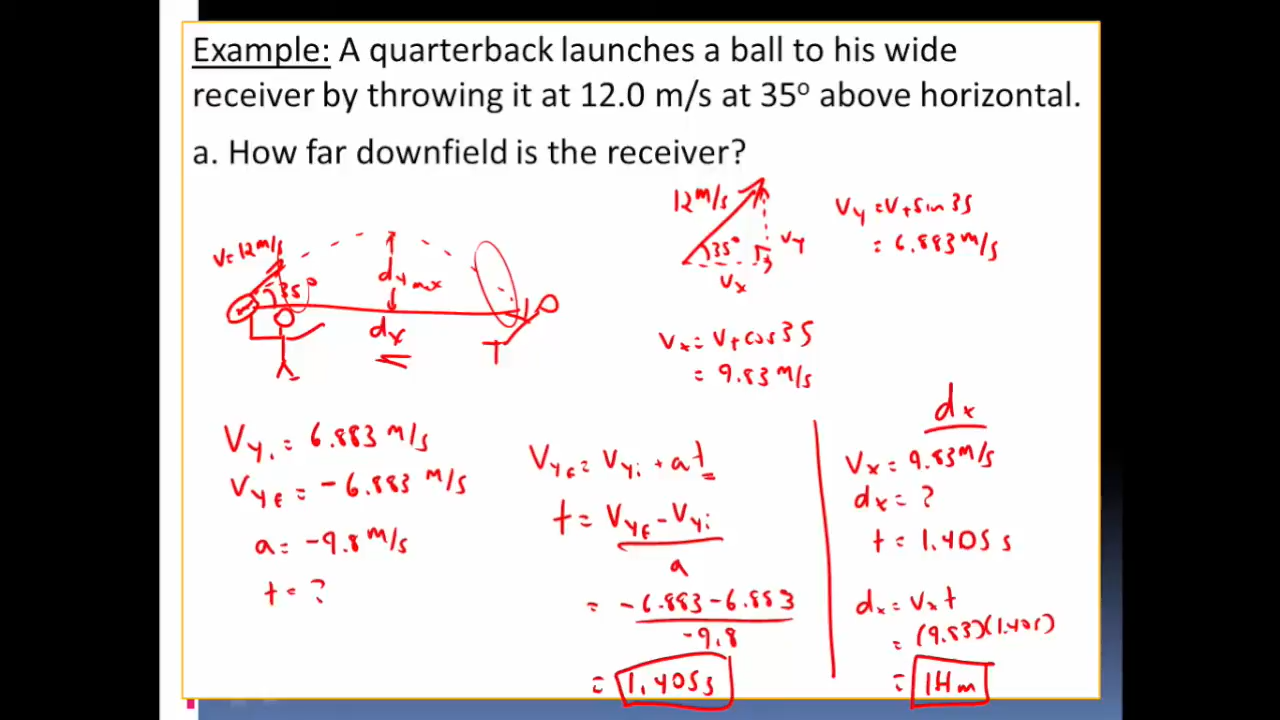 Example: A quarterback launches a ball to his wide
receiver by throwing it at 12.0 m/s at 35° above horizontal.
a. How far downfield is the receiver?
12 m/s
35°
Vy
Vx
Vy = VT sin 35
= 6.883 m/s
V = 12 m/s
35°
dy max
dx
Vx = VT cos 35
= 9.83 m/s
Vyi = 6.883 m/s
Vyf = -6.883 m/s
a = -9.8 m/s
t = ?
Vyf = Vyi + at
t = Vyf - Vyi
a
= -6.883 - 6.883
-9.8
= 1.405 s
dx
Vx = 9.83 m/s
dx = ?
t = 1.405 s
dx = Vx t
= (9.83)(1.405)
= 14 m